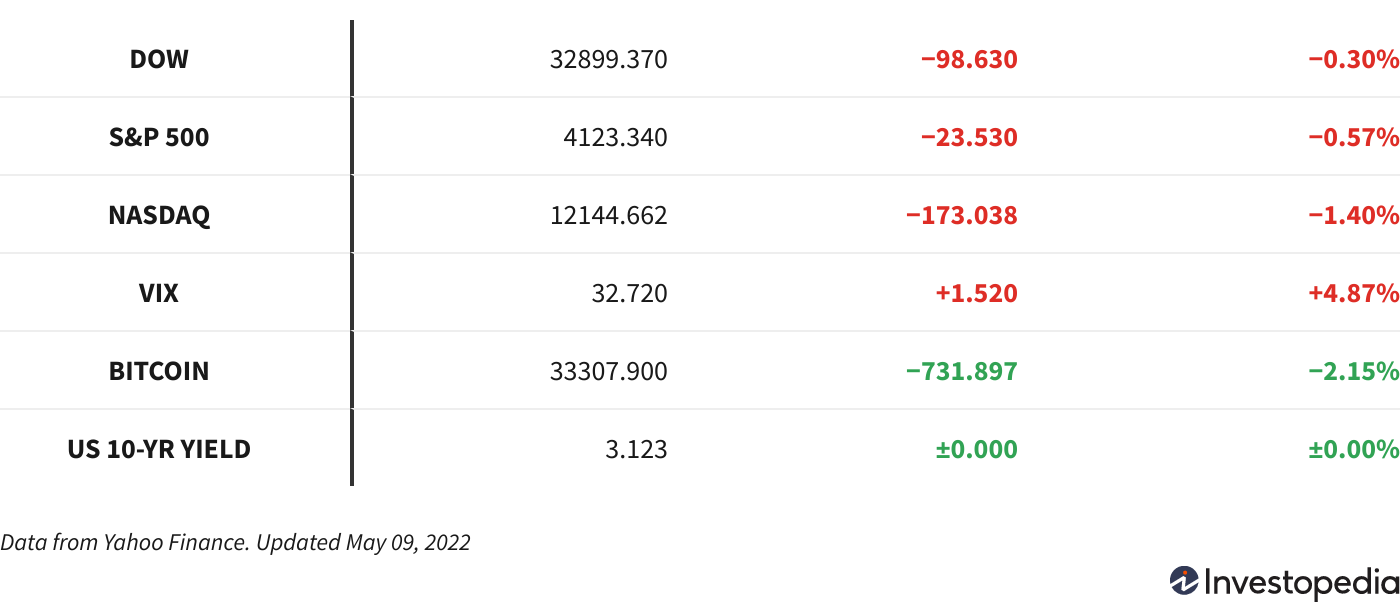 DOW 32899.370 −98.630 −0.30%
S&P 500 4123.340 −23.530 −0.57%
NASDAQ 12144.662 −173.038 −1.40%
VIX 32.720 +1.520 +4.87%
BITCOIN 33307.900 −731.897 −2.15%
US 10-YR YIELD 3.123 ±0.000 ±0.00%
Data from Yahoo Finance. Updated May 09, 2022
Investopedia